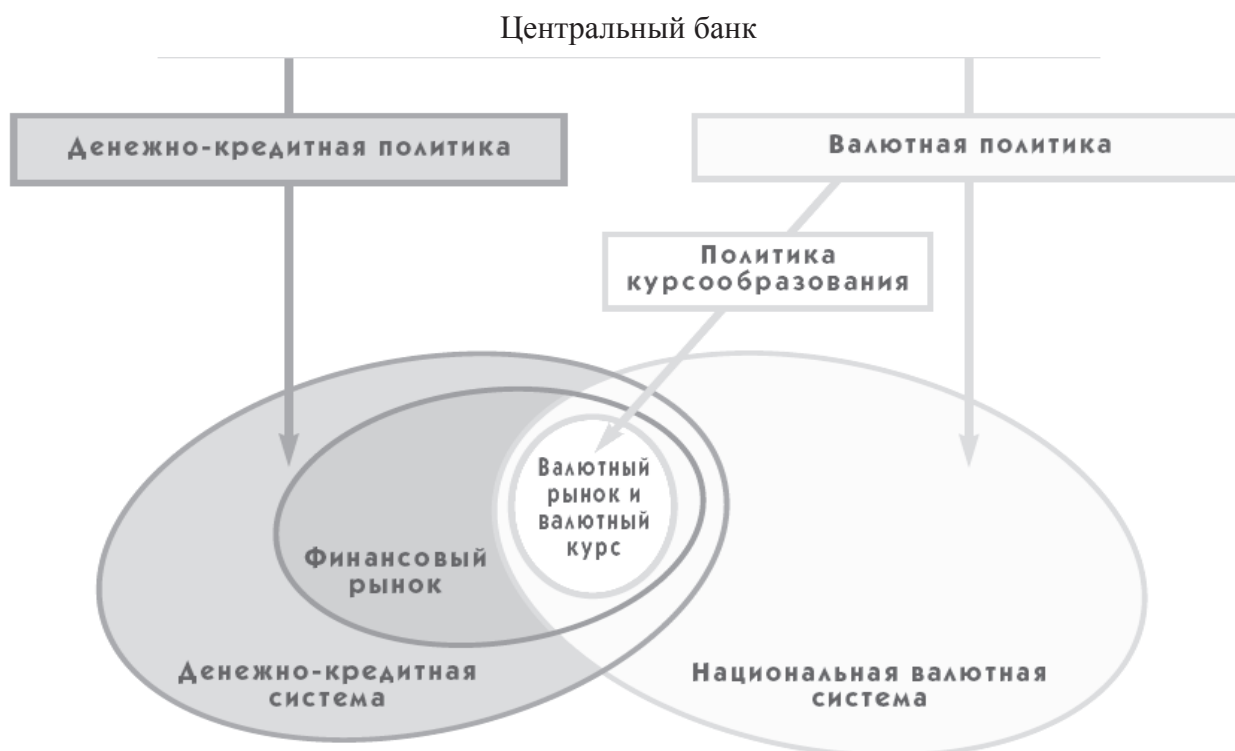 Центральный банк
Денежно-кредитная политика
Валютная политика
Политика
курсообразования
Валютный
рынок и
валютный
курс
Финансовый
рынок
Денежно-кредитная
система
Национальная валютная
система